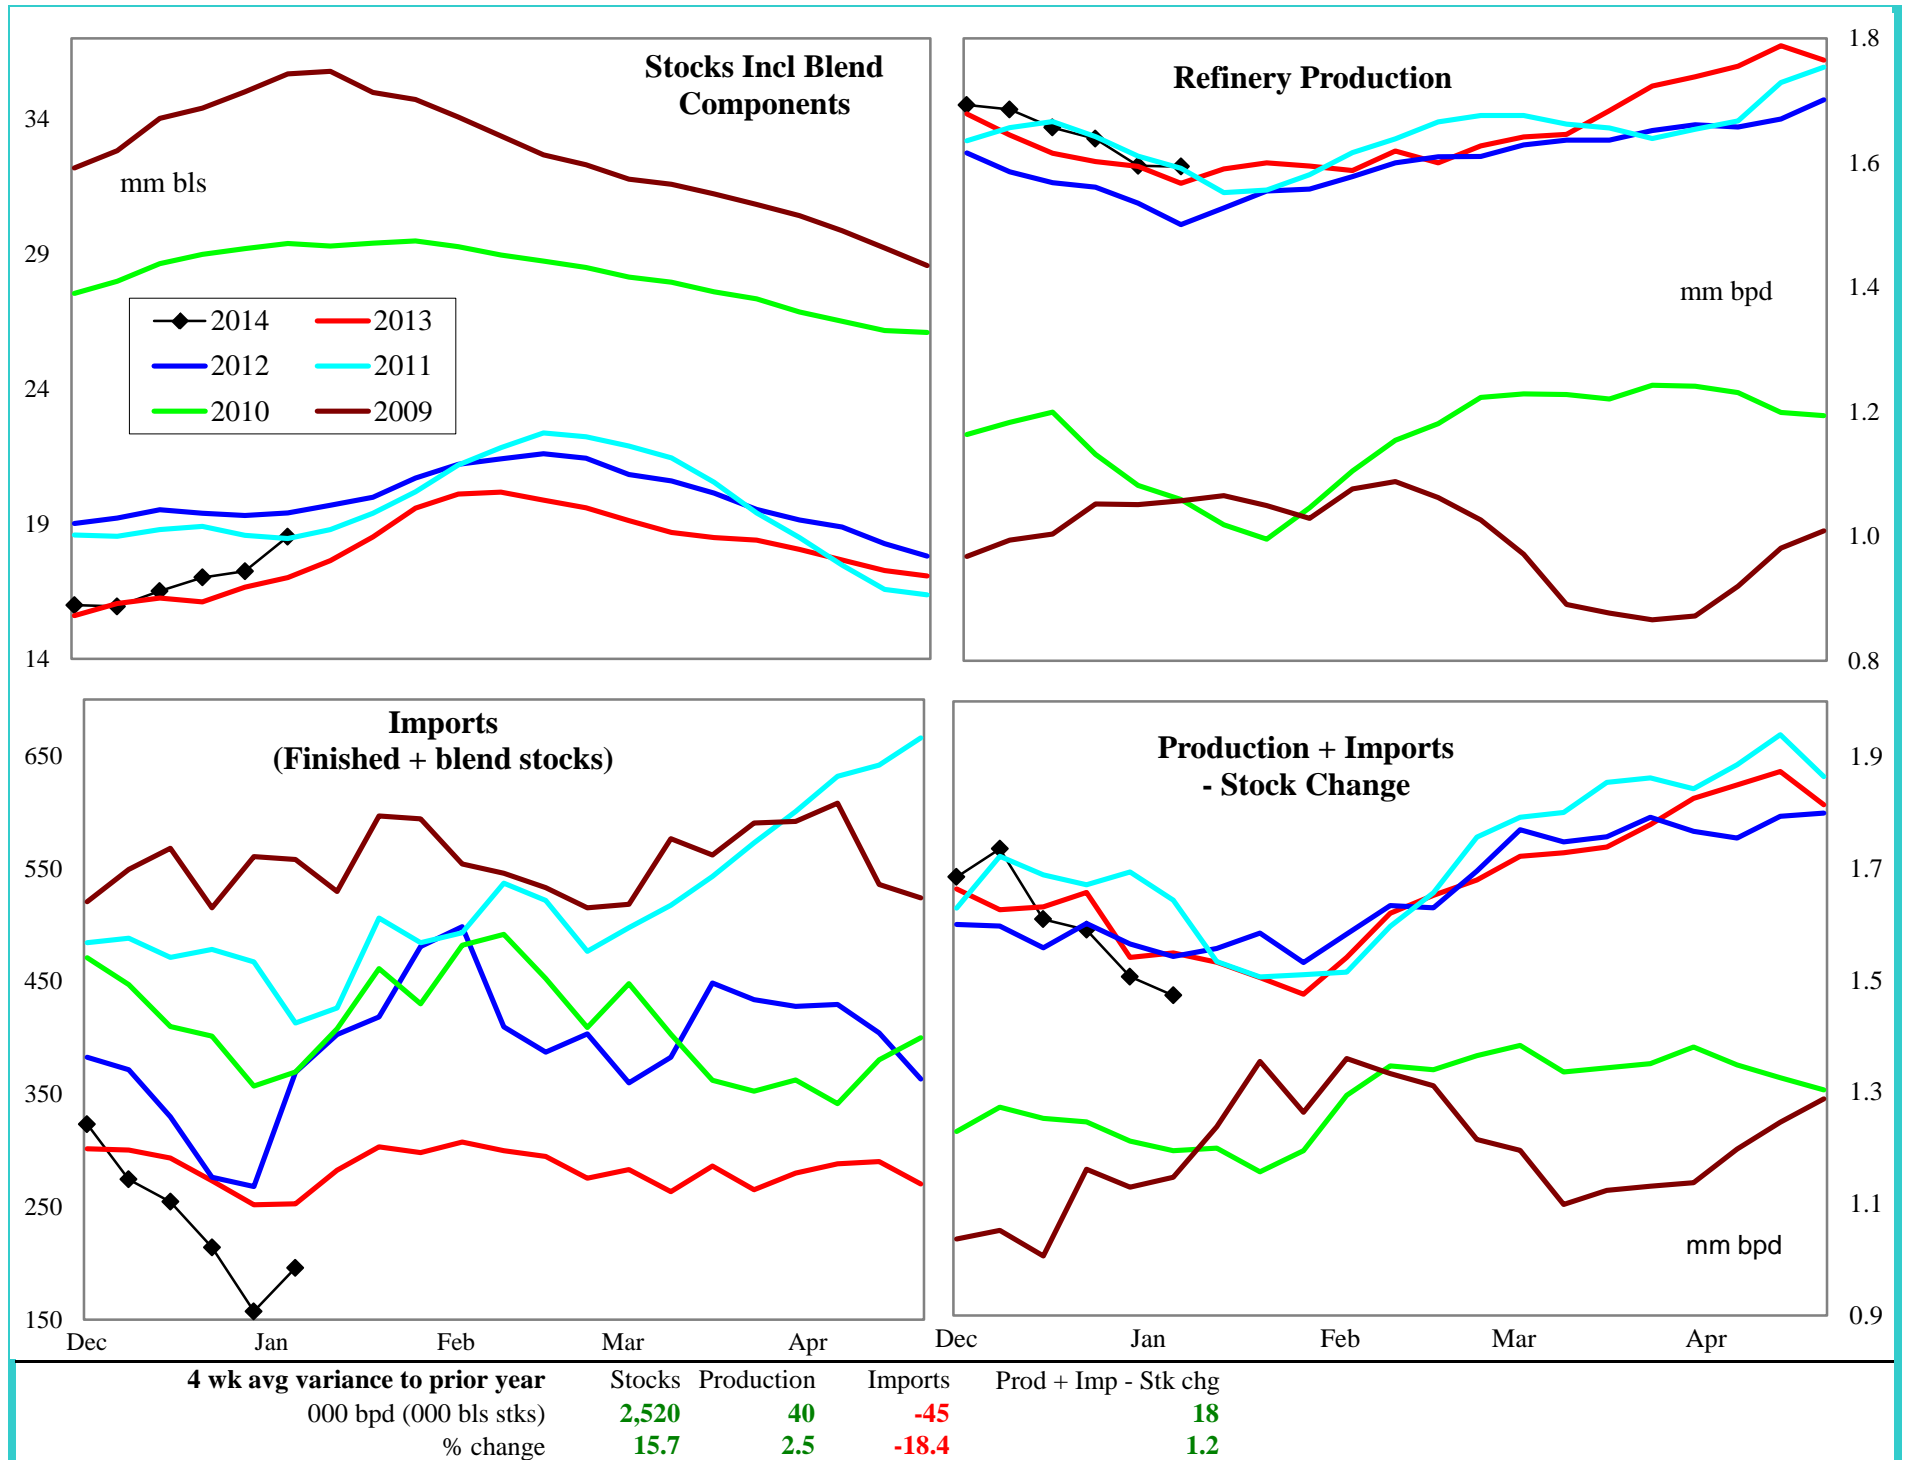 Stocks Incl Blend
Components
mm bls
34
29
24
19
14
2014 2013
2012 2011
2010 2009
Refinery Production
mm bpd
1.8
1.6
1.4
1.2
1.0
0.8
Imports
(Finished + blend stocks)
650
550
450
350
250
150
Dec Jan Feb Mar Apr
Production + Imports
- Stock Change
mm bpd
1.9
1.7
1.5
1.3
1.1
0.9
Dec Jan Feb Mar Apr
4 wk avg variance to prior year Stocks Production Imports Prod + Imp - Stk chg
000 bpd (000 bls stks) 2,520 40 -45 18
% change 15.7 2.5 -18.4 1.2